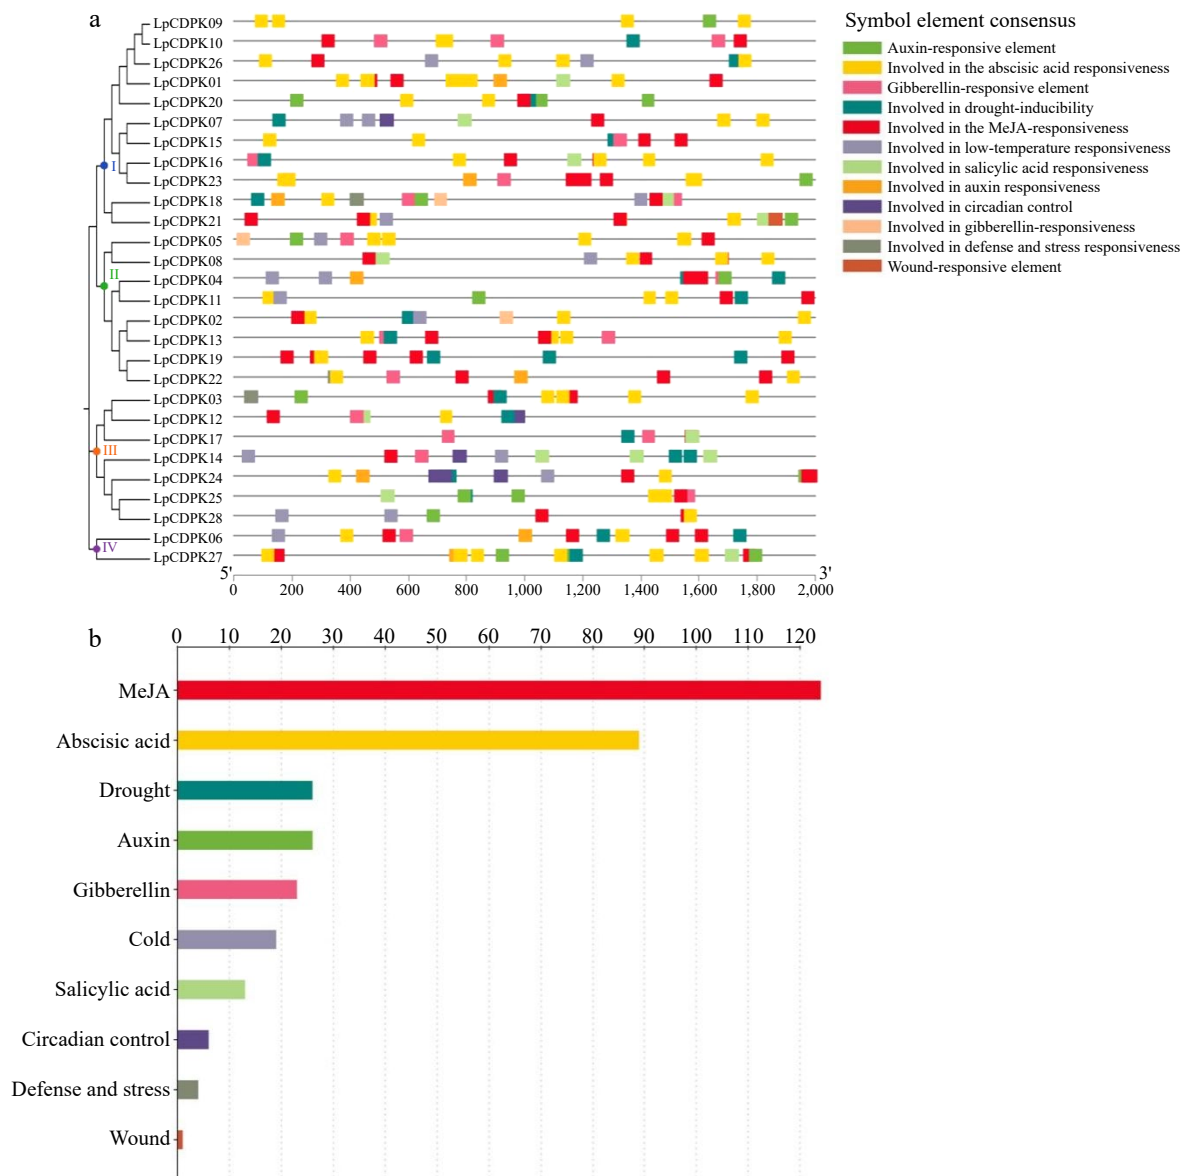 a
LpCDPK09
LpCDPK10
LpCDPK26
LpCDPK01
LpCDPK20
LpCDPK07
LpCDPK15
LpCDPK16
I
LpCDPK23
LpCDPK18
LpCDPK21
LpCDPK05
LpCDPK08
II
LpCDPK04
LpCDPK11
LpCDPK02
LpCDPK13
LpCDPK19
LpCDPK22
LpCDPK03
LpCDPK12
LpCDPK17
III
LpCDPK14
LpCDPK24
LpCDPK25
LpCDPK28
LpCDPK06
IV
LpCDPK27
5' 3'
0 200 400 600 800 1,000 1,200 1,400 1,600 1,800 2,000
Symbol element consensus
Auxin-responsive element
Involved in the abscisic acid responsiveness
Gibberellin-responsive element
Involved in drought-inducibility
Involved in the MeJA-responsiveness
Involved in low-temperature responsiveness
Involved in salicylic acid responsiveness
Involved in auxin responsiveness
Involved in circadian control
Involved in gibberellin-responsiveness
Involved in defense and stress responsiveness
Wound-responsive element
b
0 10 20 30 40 50 60 70 80 90 100 110 120
MeJA
Abscisic acid
Drought
Auxin
Gibberellin
Cold
Salicylic acid
Circadian control
Defense and stress
Wound